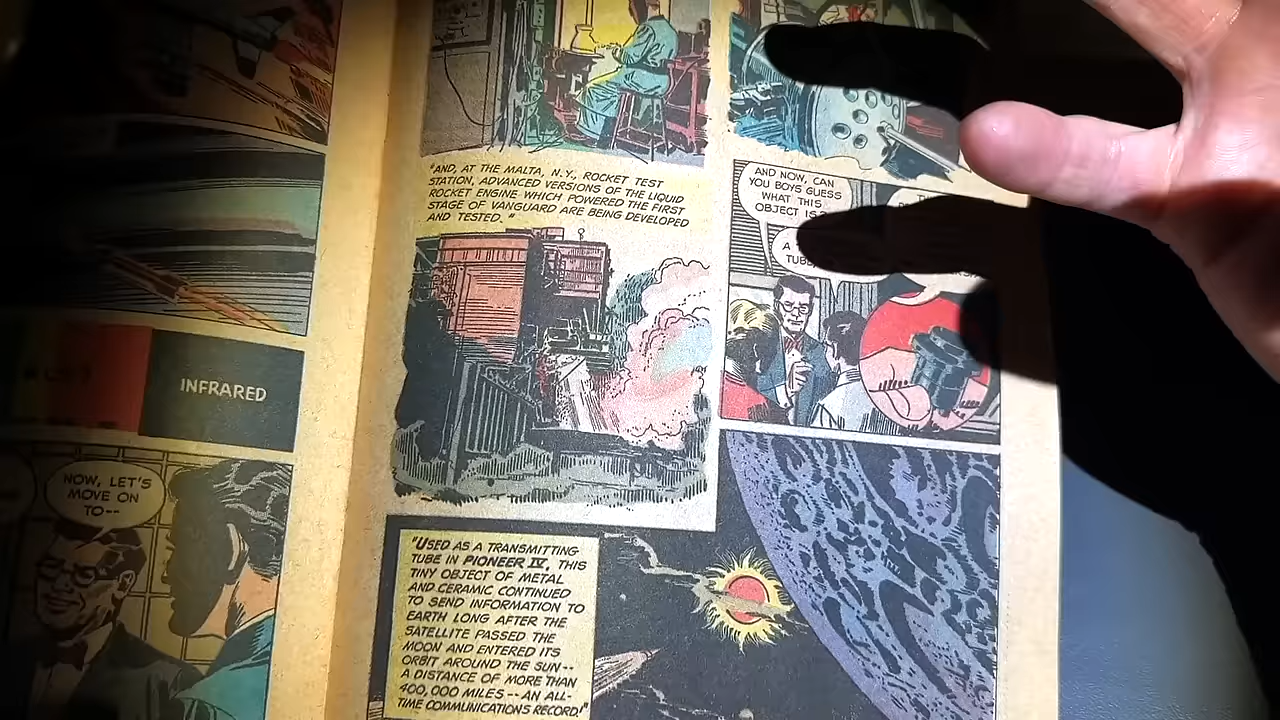 INFRARED
NOW, LET'S
MOVE ON
TO--
"AND, AT THE MALTA, N.Y., ROCKET TEST
STATION, ADVANCED VERSIONS OF THE LIQUID
ROCKET ENGINE WHICH POWERED THE FIRST
STAGE OF VANGUARD ARE BEING DEVELOPED
AND TESTED."
AND NOW, CAN
YOU BOYS GUESS
WHAT THIS
OBJECT IS?
A
TUBE
"USED AS A TRANSMITTING
TUBE IN PIONEER IV, THIS
TINY OBJECT OF METAL
AND CERAMIC CONTINUED
TO SEND INFORMATION TO
EARTH LONG AFTER THE
SATELLITE PASSED THE
MOON AND ENTERED ITS
ORBIT AROUND THE SUN--
A DISTANCE OF MORE THAN
400,000 MILES -- AN ALL-
TIME COMMUNICATIONS RECORD!"